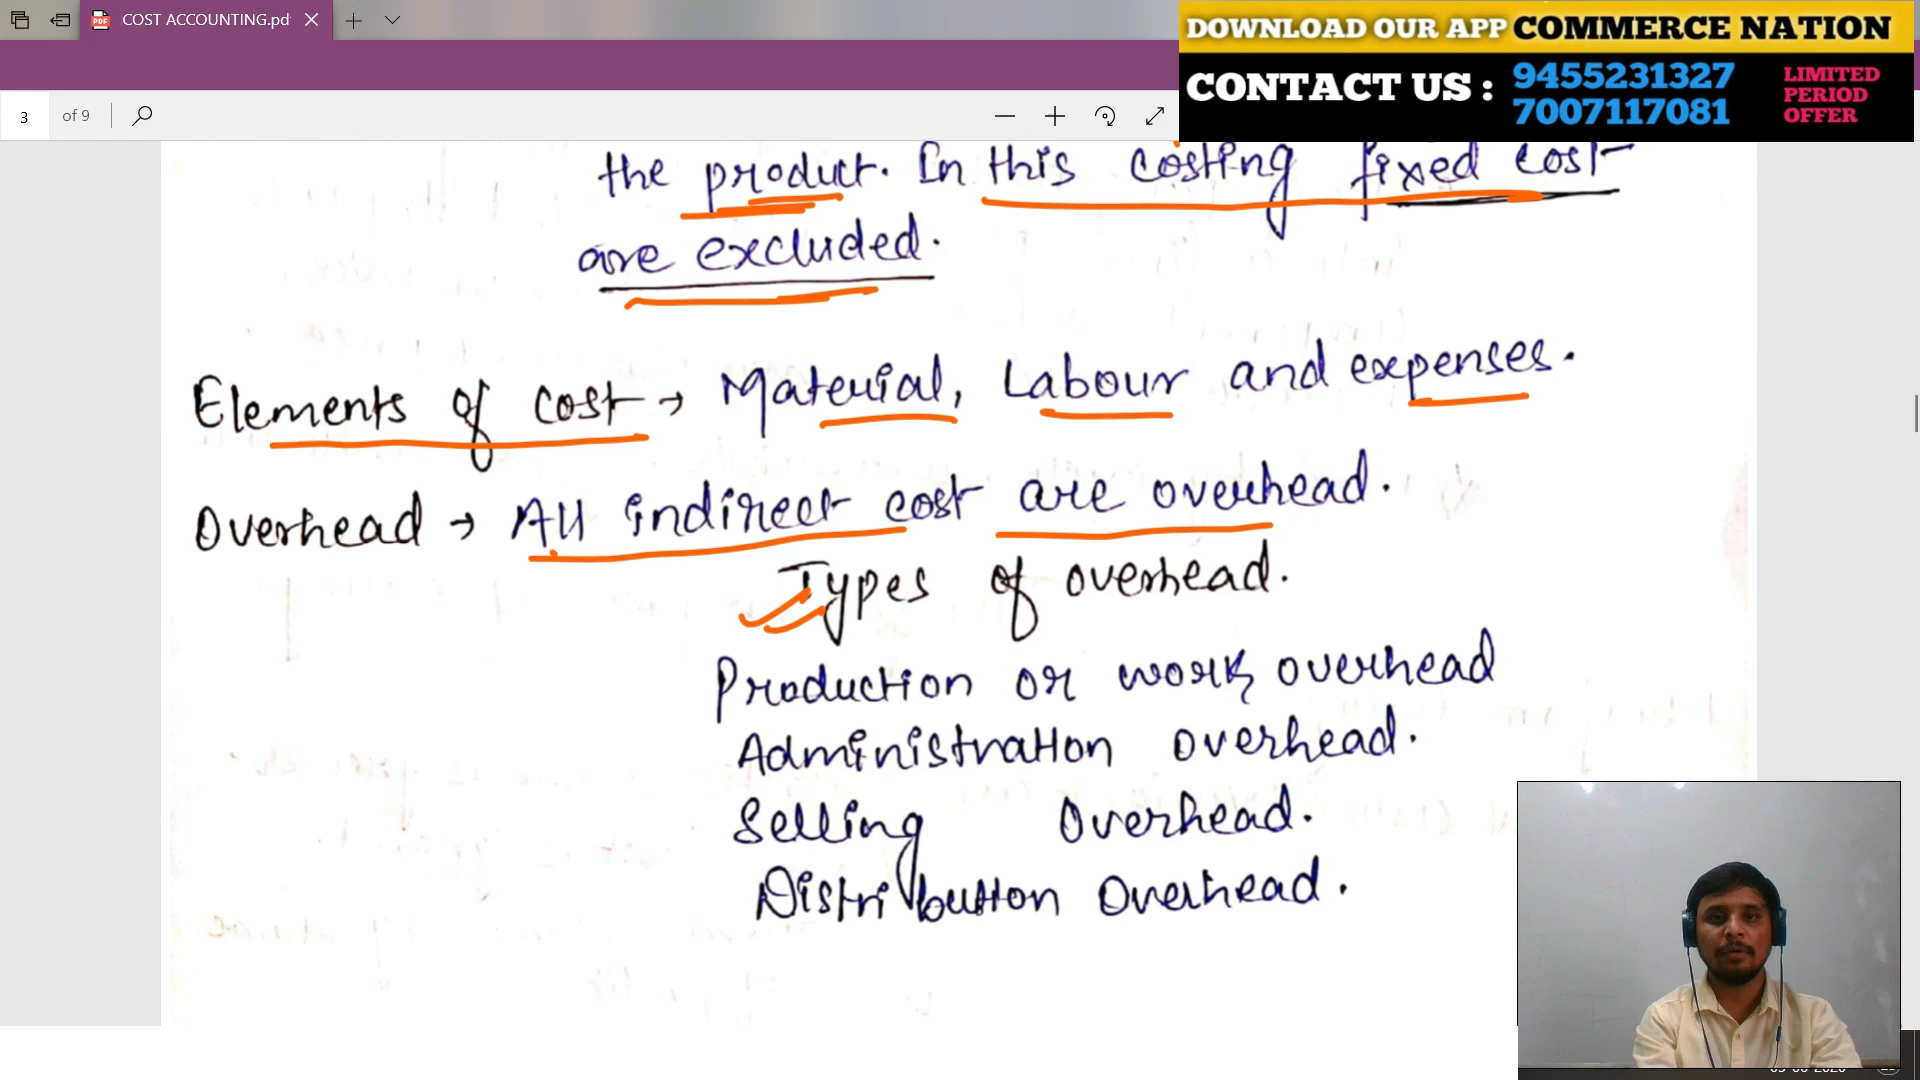 COST ACCOUNTING.pd
DOWNLOAD OUR APP COMMERCE NATION
CONTACT US : 9455231327
7007117081
LIMITED
PERIOD
OFFER
3 of 9
the product. In this costing fixed cost
are excluded.
Elements of cost → Material, Labour and expenses.
Overhead → All indirect cost are overhead.
Types of overhead.
Production or work overhead
Administration overhead.
Selling Overhead.
Distribution Overhead.